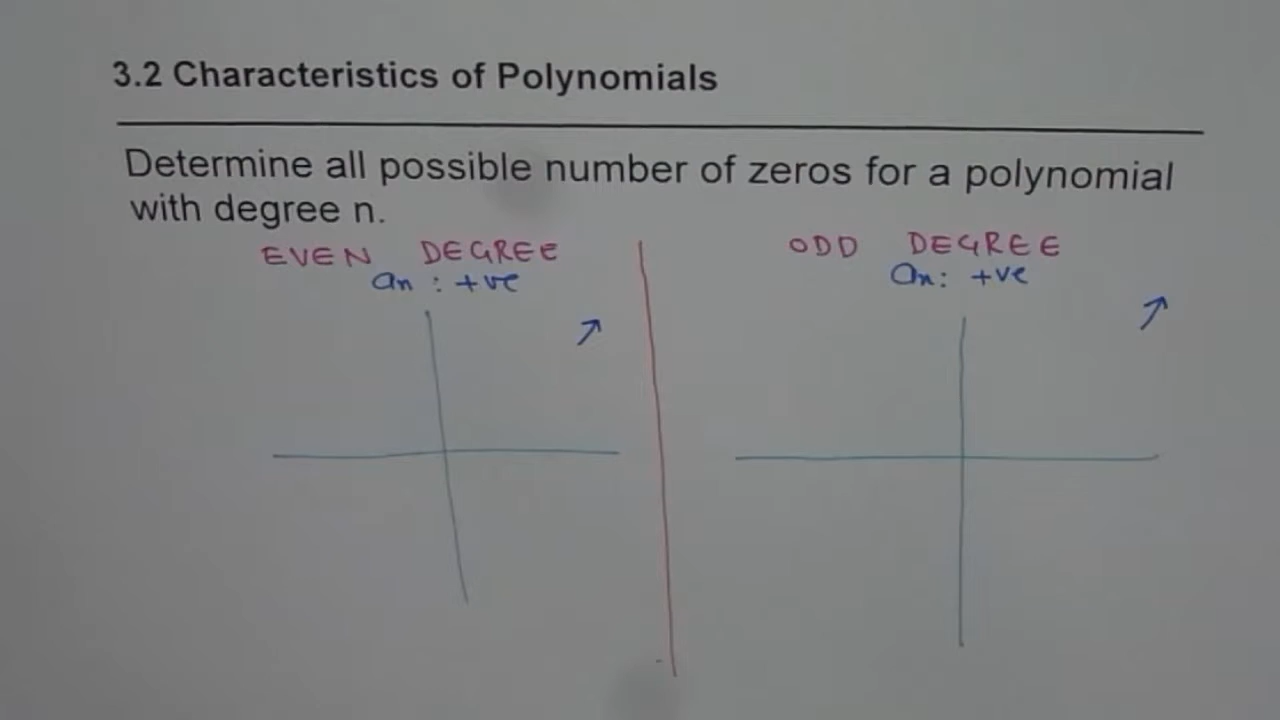 3.2 Characteristics of Polynomials
Determine all possible number of zeros for a polynomial
with degree n.
EVEN DEGREE
an : +ve
ODD DEGREE
an: +ve